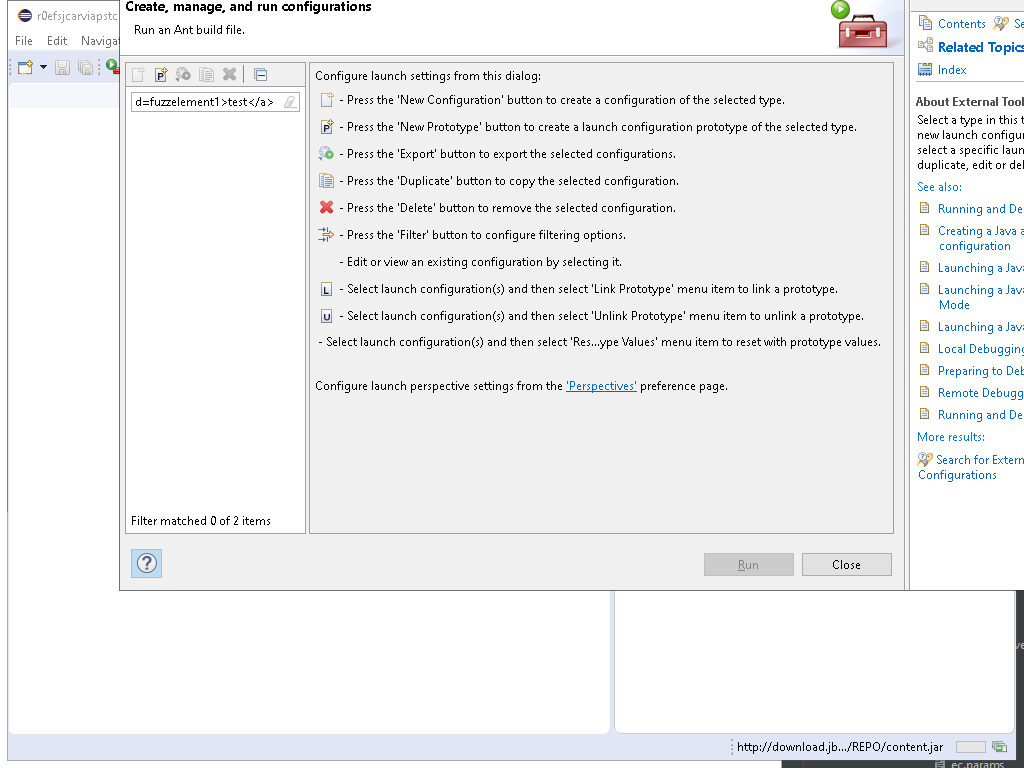 Create, manage, and run configurations
Run an Ant build file.
r0efsjcarviapstc
File Edit Naviga
d=fuzzelement1>test</a>
Filter matched 0 of 2 items
Configure launch settings from this dialog:
- Press the 'New Configuration' button to create a configuration of the selected type.
P - Press the 'New Prototype' button to create a launch configuration prototype of the selected type.
- Press the 'Export' button to export the selected configurations.
- Press the 'Duplicate' button to copy the selected configuration.
- Press the 'Delete' button to remove the selected configuration.
- Press the 'Filter' button to configure filtering options.
- Edit or view an existing configuration by selecting it.
L - Select launch configuration(s) and then select 'Link Prototype' menu item to link a prototype.
U - Select launch configuration(s) and then select 'Unlink Prototype' menu item to unlink a prototype.
- Select launch configuration(s) and then select 'Res...ype Values' menu item to reset with prototype values.
Configure launch perspective settings from the 'Perspectives' preference page.
? Run Close
Contents Se
Related Topics
Index
About External Tool
Select a type in this t
new launch configur
select a specific laun
duplicate, edit or del
See also:
Running and De
Creating a Java a
configuration
Launching a Jav
Launching a Java
Mode
Launching a Jav
Local Debugging
Preparing to Deb
Remote Debugg
Running and De
More results:
Search for Extern
Configurations
http://download.jb.../REPO/content.jar
ec.params